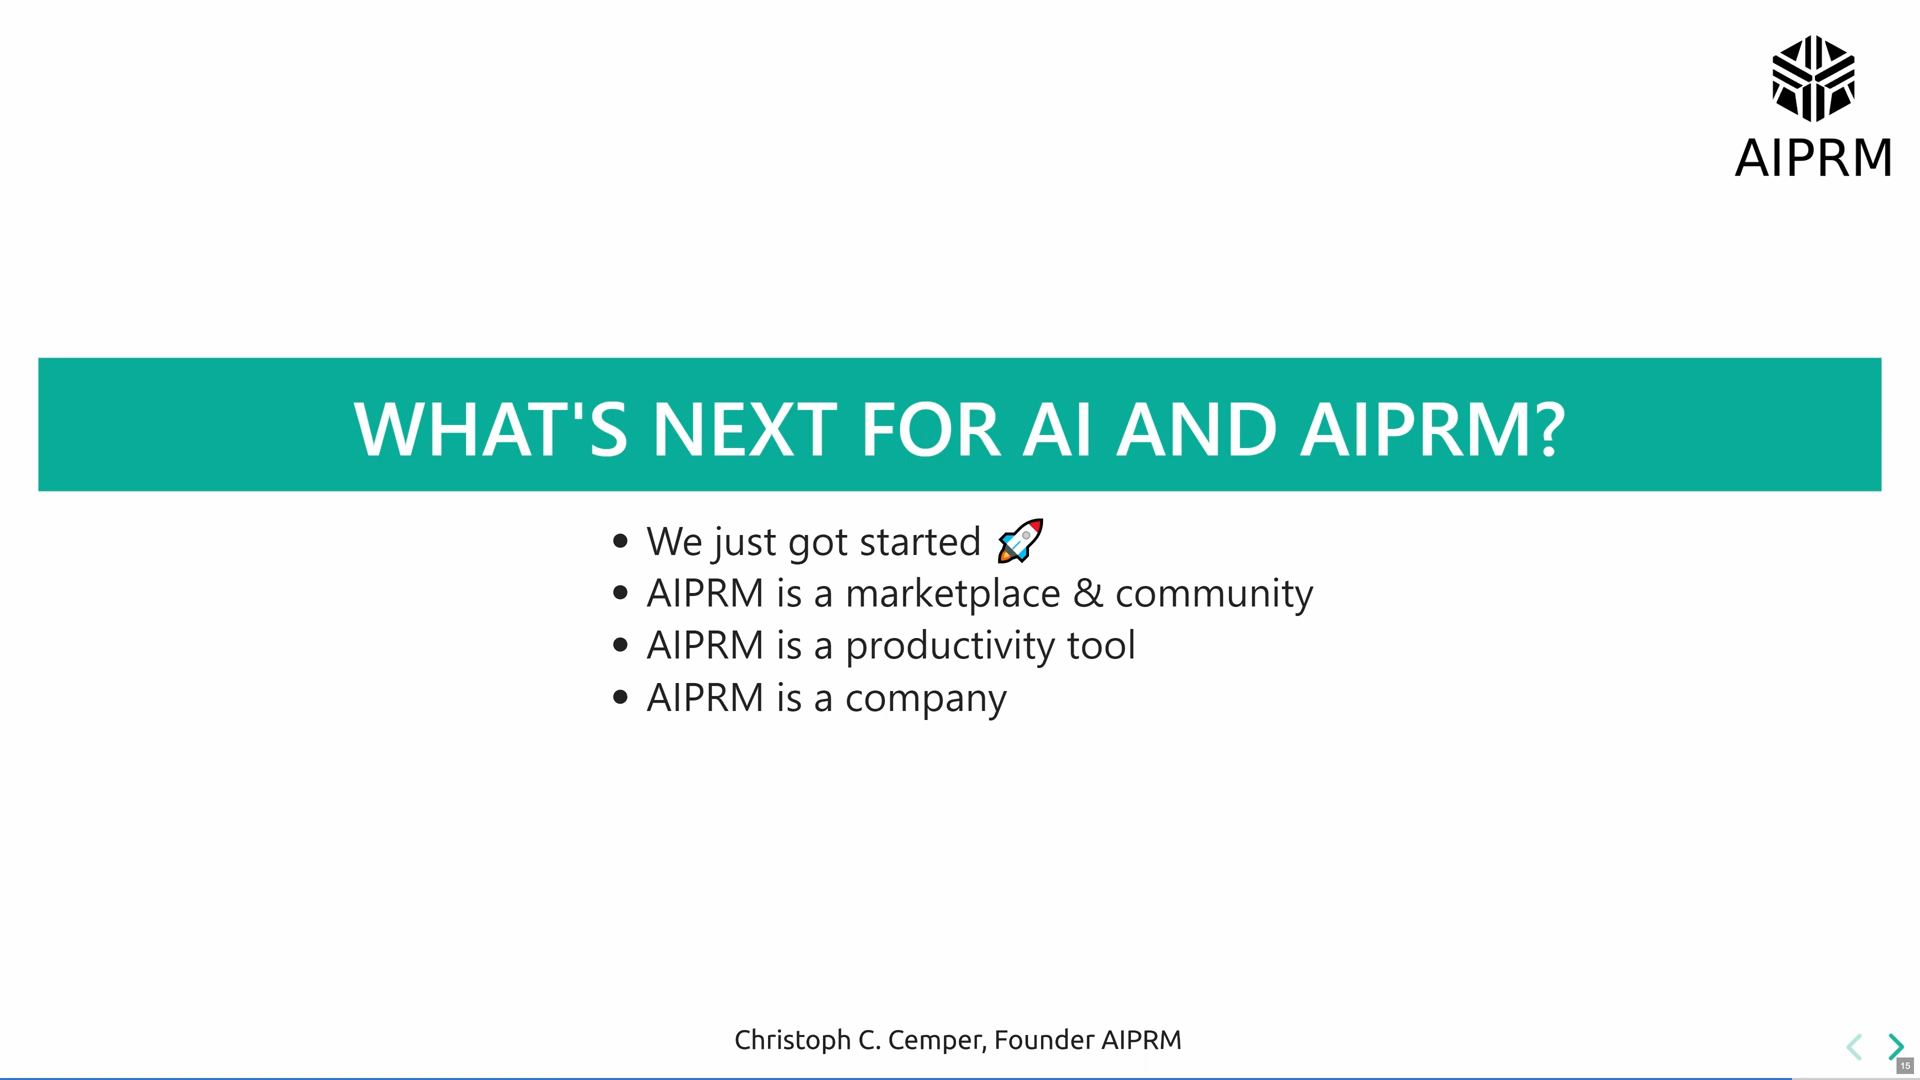 AIPRM
WHAT'S NEXT FOR AI AND AIPRM?
• We just got started 🚀
• AIPRM is a marketplace & community
• AIPRM is a productivity tool
• AIPRM is a company
Christoph C. Cemper, Founder AIPRM
15